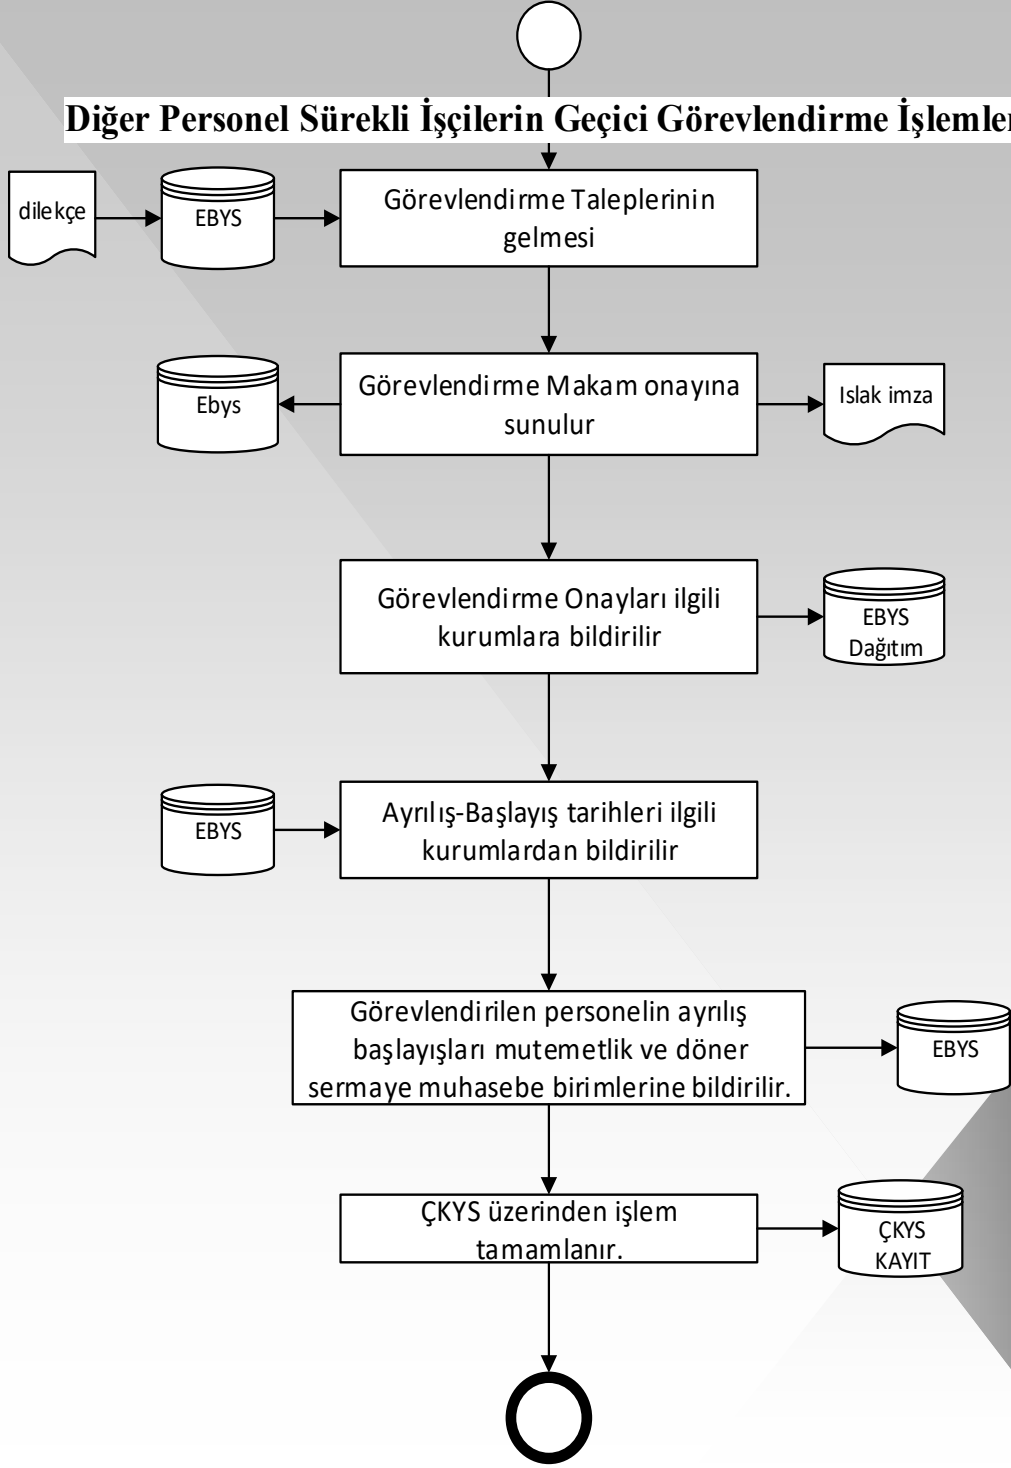 Diğer Personel Sürekli İşçilerin Geçici Görevlendirme İşlemler
dilekçe
EBYS
Görevlendirme Taleplerinin
gelmesi
Ebys
Görevlendirme Makam onayına
sunulur
Islak imza
Görevlendirme Onayları ilgili
kurumlara bildirilir
EBYS
Dağıtım
EBYS
Ayrılış-Başlayış tarihleri ilgili
kurumlardan bildirilir
Görevlendirilen personelin ayrılış
başlayışları mutemetlik ve döner
sermaye muhasebe birimlerine bildirilir.
EBYS
ÇKYS üzerinden işlem
tamamlanır.
ÇKYS
KAYIT